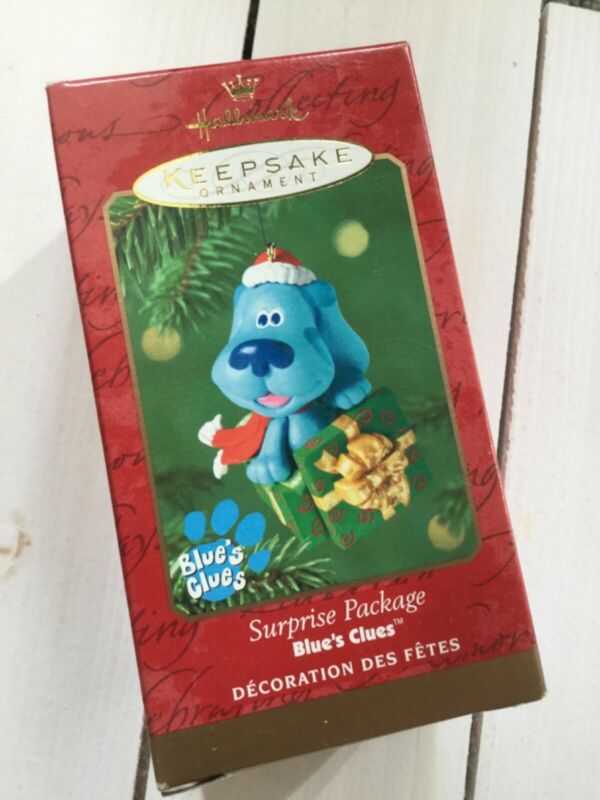 Hallmark
KEEPSAKE
ORNAMENT
Blue's
Clues
Surprise Package
Blue's Clues™
DÉCORATION DES FÊTES